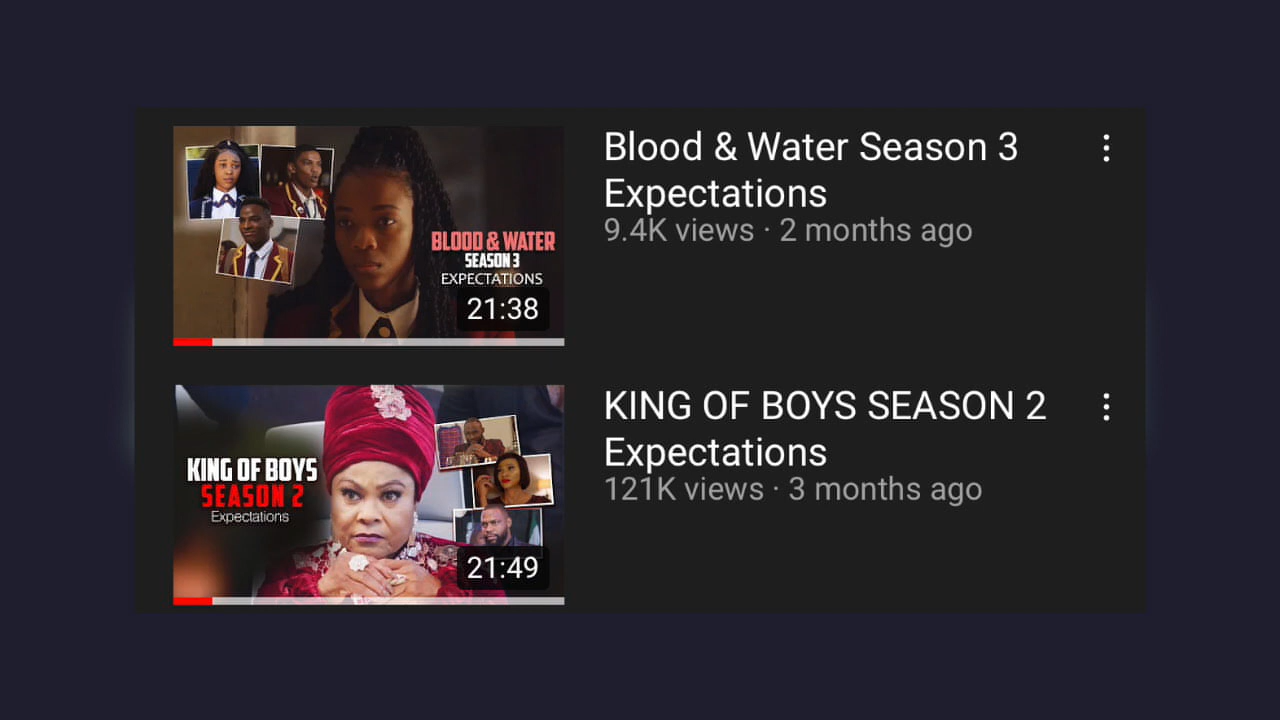 BLOOD & WATER
SEASON 3
EXPECTATIONS
21:38
Blood & Water Season 3
Expectations
9.4K views · 2 months ago
KING OF BOYS
SEASON 2
Expectations
21:49
KING OF BOYS SEASON 2
Expectations
121K views · 3 months ago